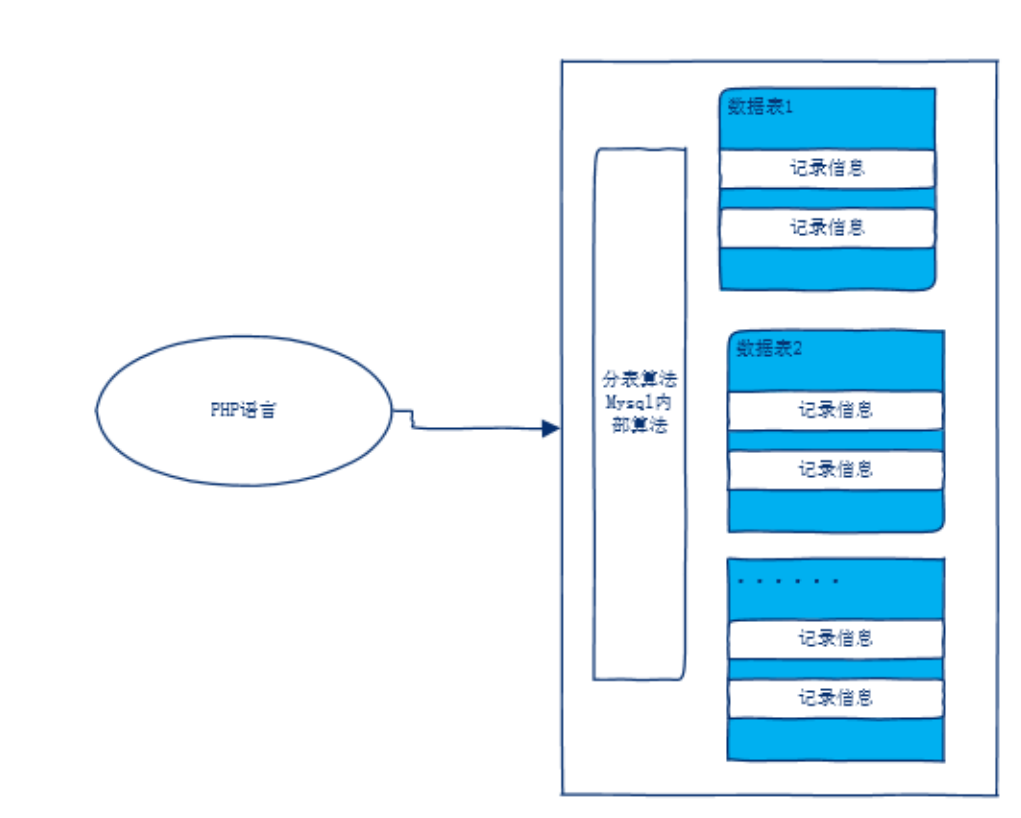 数据表1
记录信息
记录信息
分表算法
Mysql内
部算法
PHP语言
数据表2
记录信息
记录信息
......
记录信息
记录信息